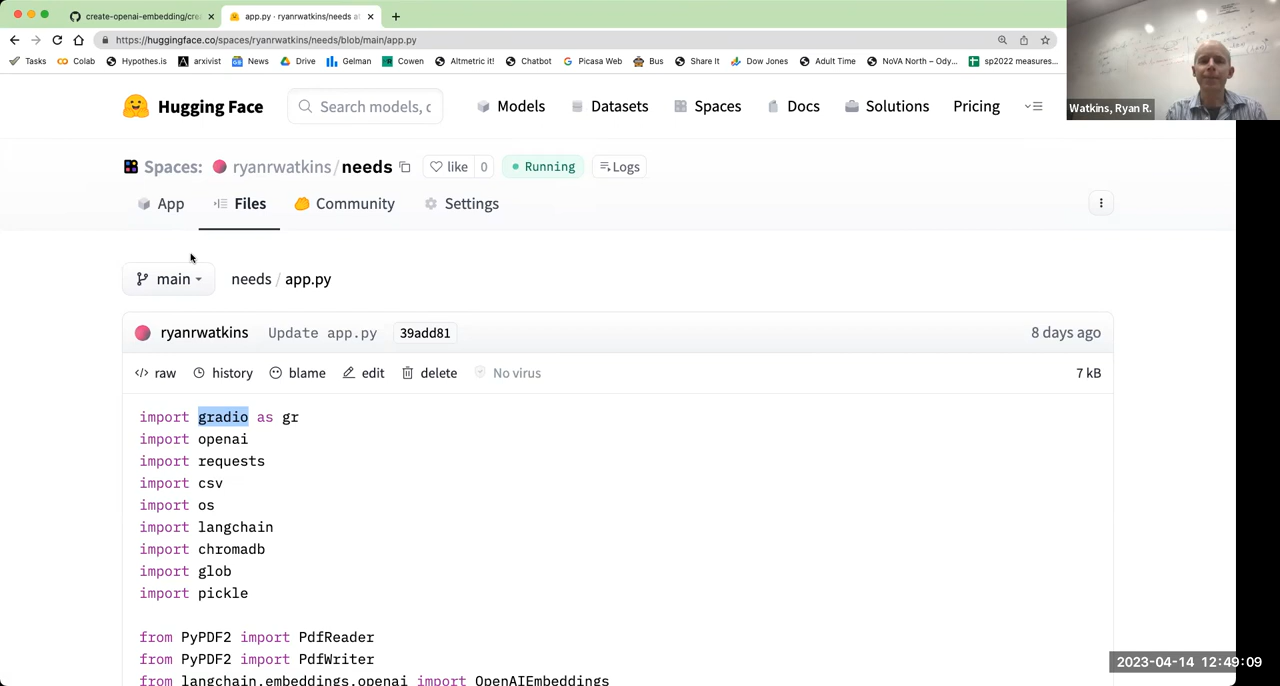 create-openai-embedding/cre
app.py · ryanrwatkins/needs a
https://huggingface.co/spaces/ryanrwatkins/needs/blob/main/app.py
Tasks Colab Hypothes.is arxivist News Drive Gelman Cowen Altmetric it! Chatbot Picasa Web Bus Share It Dow Jones Adult Time NoVA North – Ody... sp2022 measures...
Watkins, Ryan R.
Hugging Face Search models, c Models Datasets Spaces Docs Solutions Pricing
Spaces: ryanrwatkins/needs like 0 Running Logs
App Files Community Settings
main needs / app.py
ryanrwatkins Update app.py 39add81 8 days ago
</> raw history blame edit delete No virus 7 kB
import gradio as gr
import openai
import requests
import csv
import os
import langchain
import chromadb
import glob
import pickle
from PyPDF2 import PdfReader
from PyPDF2 import PdfWriter
from langchain.embeddings.openai import OpenAIEmbeddings
2023-04-14 12:49:09